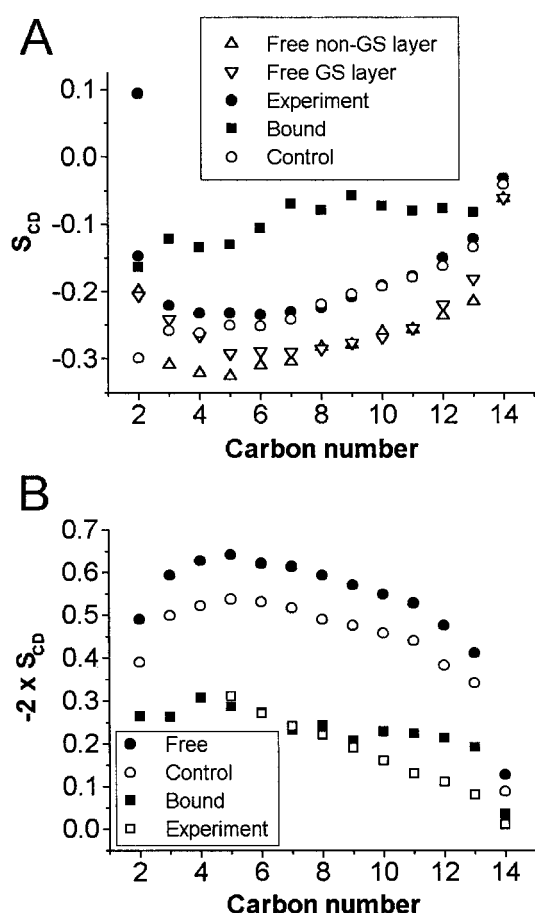 A
Free non-GS layer
Free GS layer
Experiment
Bound
Control
0.1
0.0
-0.1
-0.2
-0.3
S_CD
2 4 6 8 10 12 14
Carbon number
B
0.7
0.6
0.5
0.4
0.3
0.2
0.1
0.0
-2 x S_CD
Free
Control
Bound
Experiment
2 4 6 8 10 12 14
Carbon number